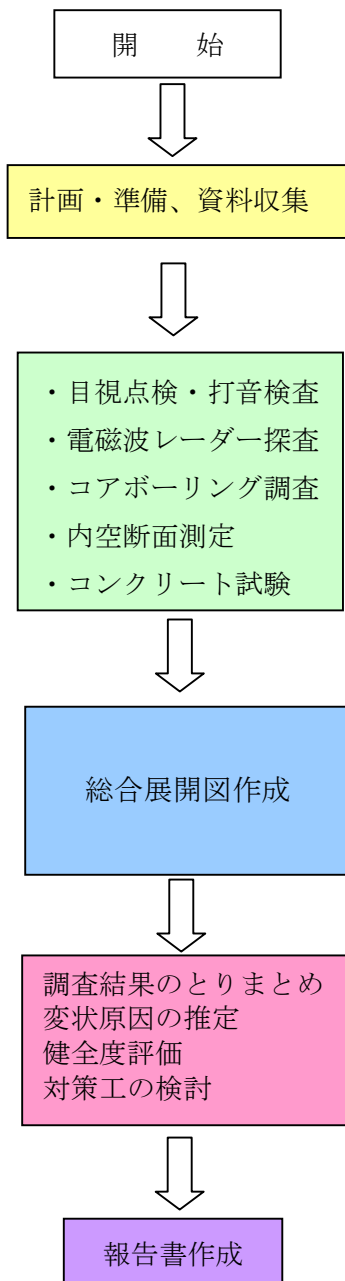 開　　始
計画・準備、資料収集
・目視点検・打音検査
・電磁波レーダー探査
・コアボーリング調査
・内空断面測定
・コンクリート試験
総合展開図作成
調査結果のとりまとめ
変状原因の推定
健全度評価
対策工の検討
報告書作成